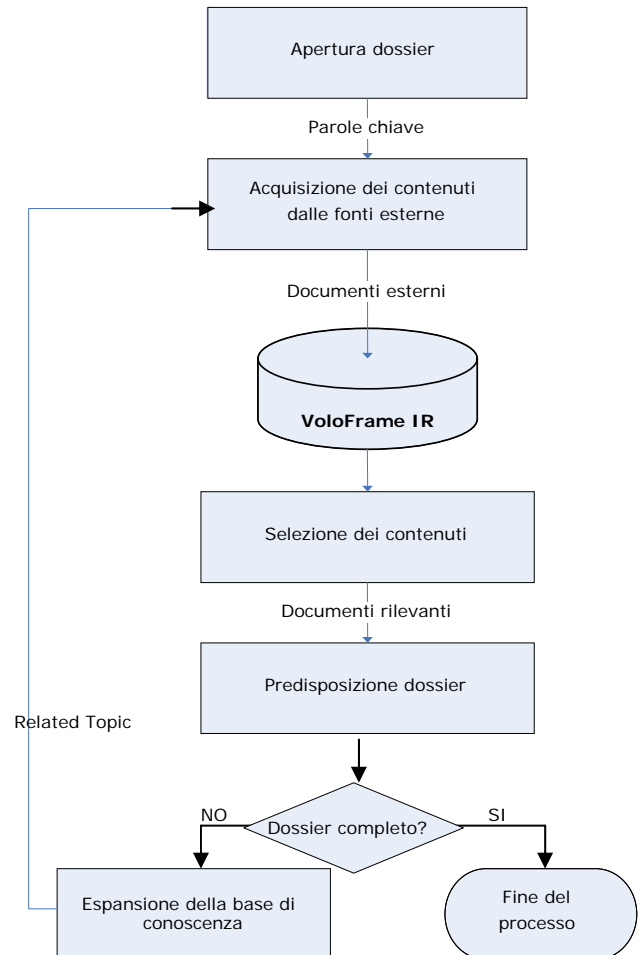 Apertura dossier
Parole chiave
Acquisizione dei contenuti
dalle fonti esterne
Documenti esterni
VoloFrame IR
Selezione dei contenuti
Documenti rilevanti
Predisposizione dossier
Related Topic
NO
SI
Dossier completo?
Espansione della base di
conoscenza
Fine del
processo